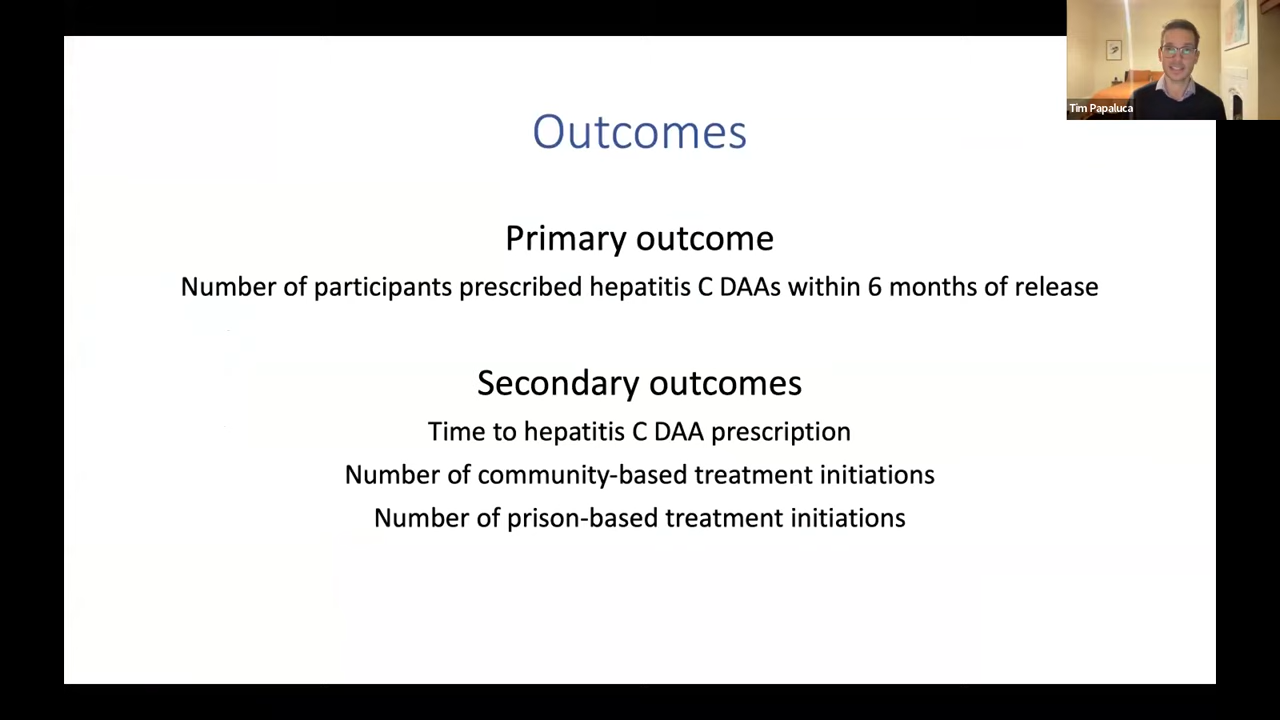 Tim Papaluca
Outcomes
Primary outcome
Number of participants prescribed hepatitis C DAAs within 6 months of release
Secondary outcomes
Time to hepatitis C DAA prescription
Number of community-based treatment initiations
Number of prison-based treatment initiations